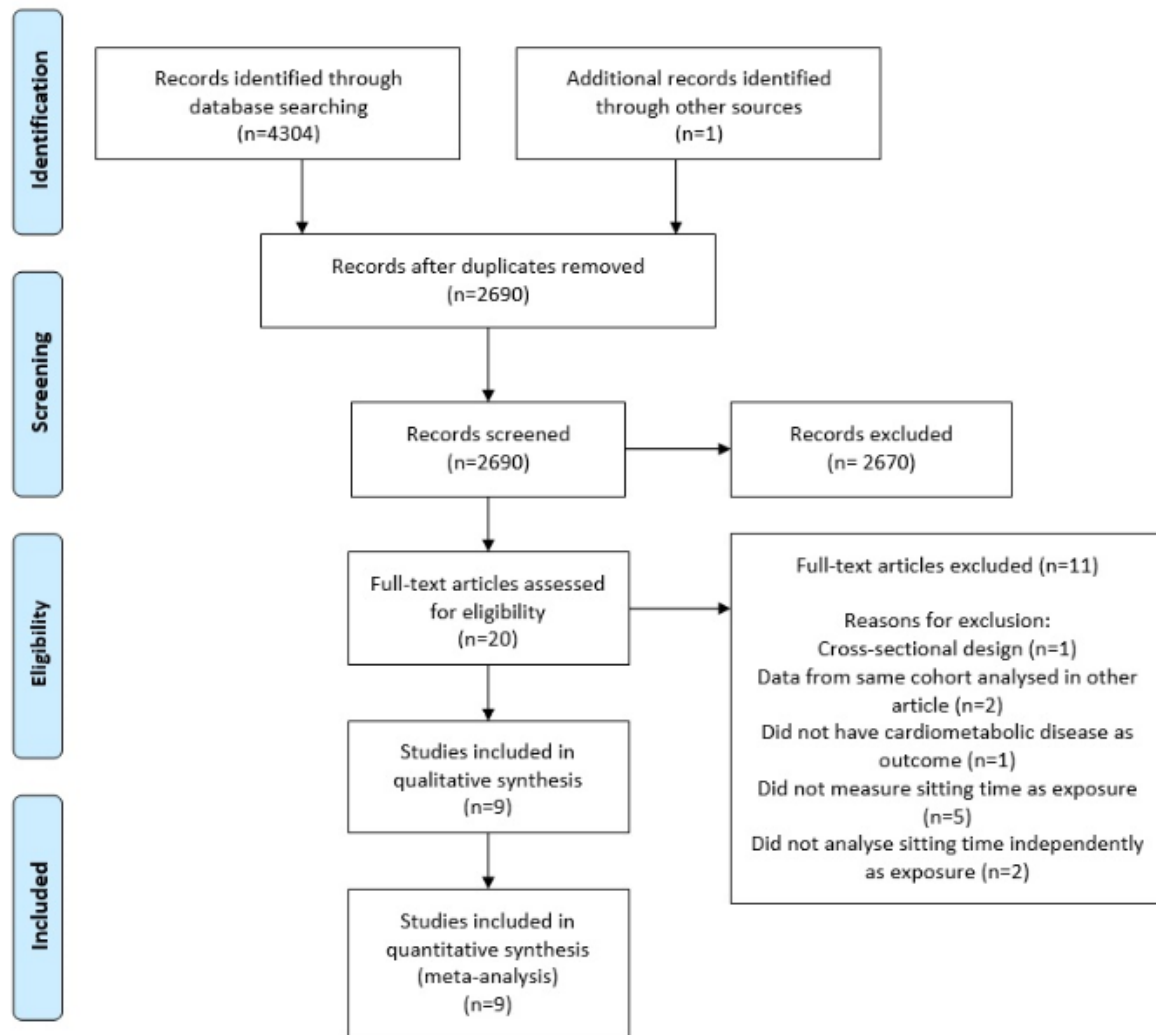 Identification
Records identified through
database searching
(n=4304)
Additional records identified
through other sources
(n=1)
Records after duplicates removed
(n=2690)
Screening
Records screened
(n=2690)
Records excluded
(n= 2670)
Eligibility
Full-text articles assessed
for eligibility
(n=20)
Full-text articles excluded (n=11)
Reasons for exclusion:
Cross-sectional design (n=1)
Data from same cohort analysed in other
article (n=2)
Did not have cardiometabolic disease as
outcome (n=1)
Did not measure sitting time as exposure
(n=5)
Did not analyse sitting time independently
as exposure (n=2)
Studies included in
qualitative synthesis
(n=9)
Included
Studies included in
quantitative synthesis
(meta-analysis)
(n=9)